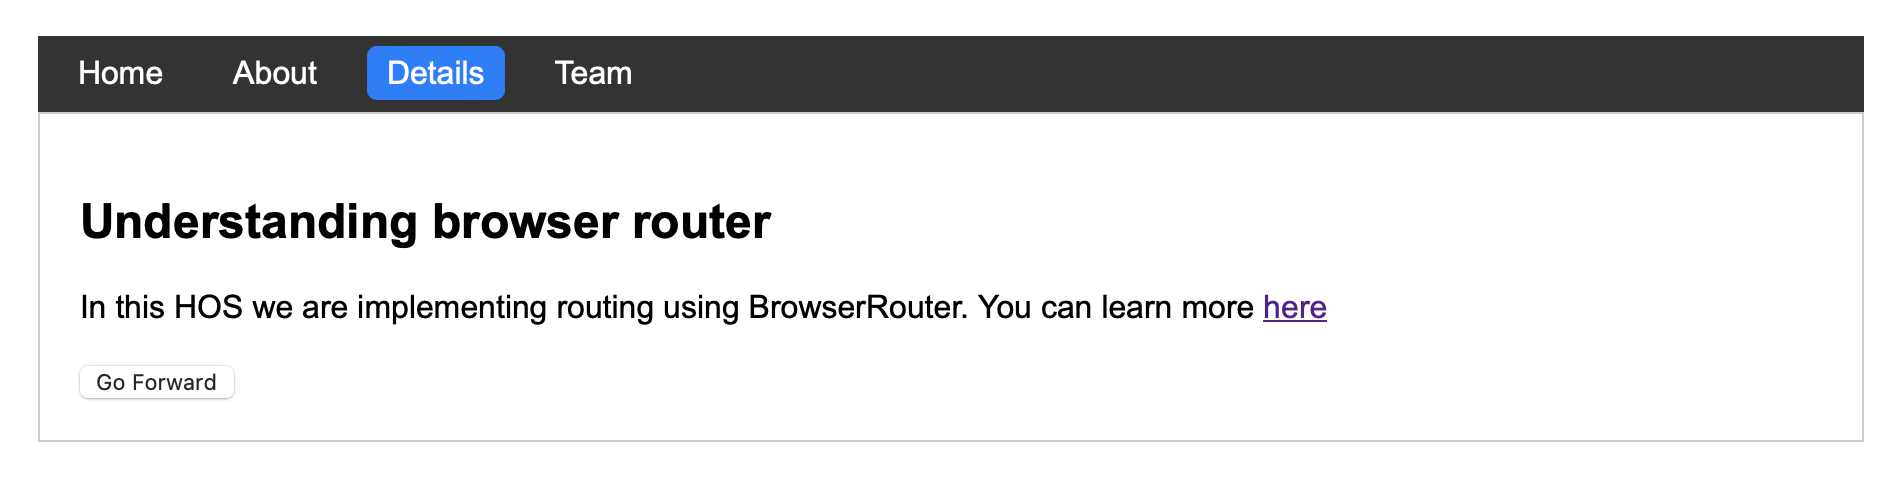 Home About Details Team
Understanding browser router
In this HOS we are implementing routing using BrowserRouter. You can learn more here
Go Forward